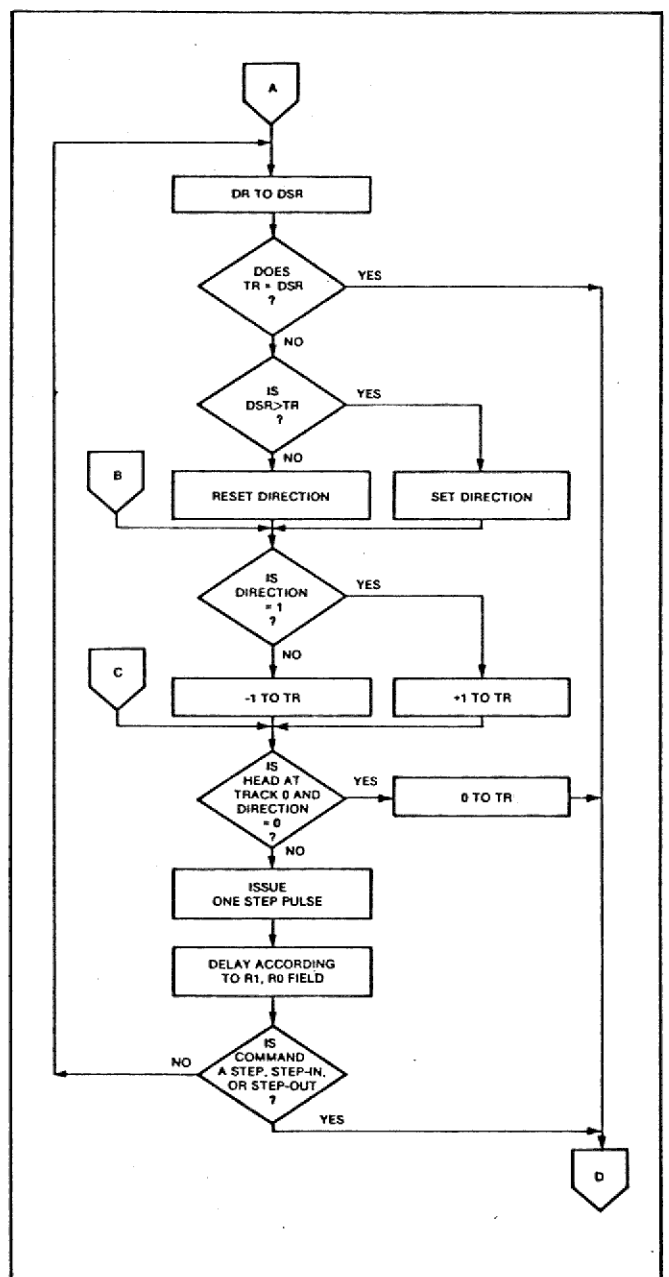 A
DR TO DSR
DOES
TR = DSR
?
YES
NO
IS
DSR>TR
?
YES
NO
B
RESET DIRECTION
SET DIRECTION
IS
DIRECTION
= 1
?
YES
NO
C
-1 TO TR
+1 TO TR
IS
HEAD AT
TRACK 0 AND
DIRECTION
= 0
?
YES
0 TO TR
NO
ISSUE
ONE STEP PULSE
DELAY ACCORDING
TO R1, R0 FIELD
IS
COMMAND
A STEP, STEP-IN,
OR STEP-OUT
?
NO
YES
D